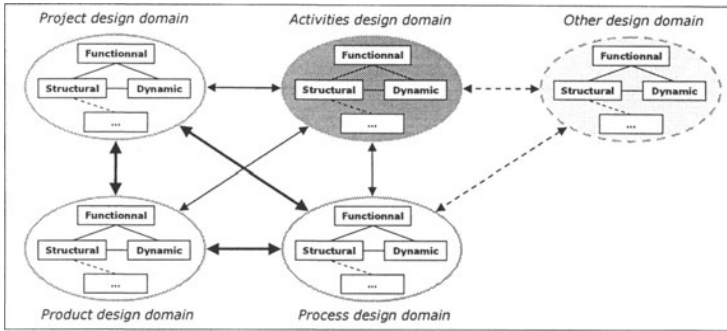 Project design domain
Activities design domain
Other design domain
Functionnal
Structural
Dynamic
...
Functionnal
Structural
Dynamic
...
Functionnal
Structural
Dynamic
...
Functionnal
Structural
Dynamic
...
Functionnal
Structural
Dynamic
...
Product design domain
Process design domain